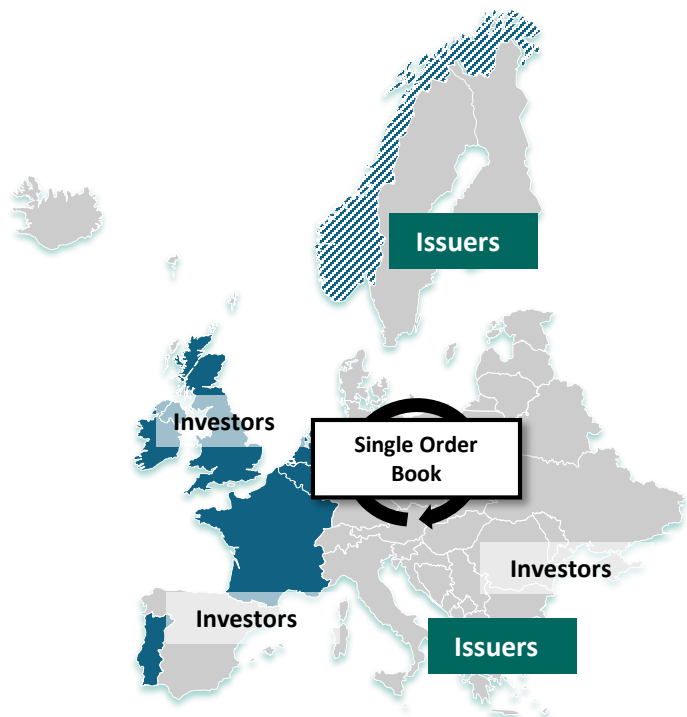 Issuers
Investors
Single Order
Book
Investors
Investors
Issuers